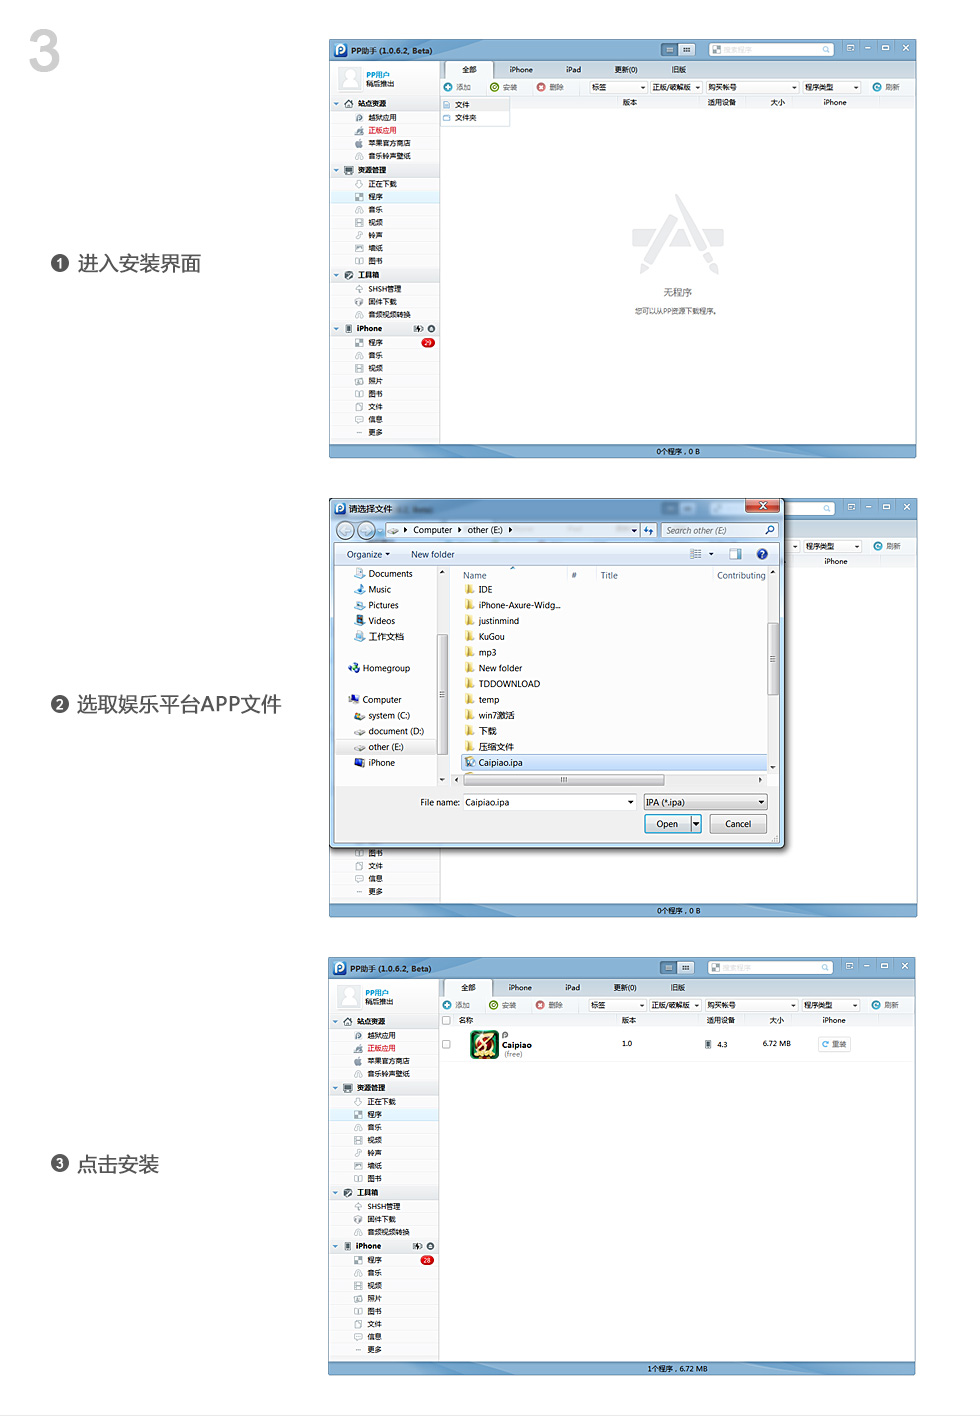 3
❶ 进入安装界面
PP助手 (1.0.6.2, Beta)
搜索程序
PP用户
稍后推出
全部 iPhone iPad 更新(0) 旧版
添加 安装 删除 标签 正版/破解版 购买帐号 程序类型 刷新
文件
文件夹
版本 适用设备 大小 iPhone
站点资源
越狱应用
正版应用
苹果官方商店
音乐铃声壁纸
资源管理
正在下载
程序
音乐
视频
铃声
墙纸
图书
工具箱
SHSH管理
固件下载
音频视频转换
iPhone
程序 29
音乐
视频
照片
图书
文件
信息
更多
无程序
您可以从PP资源下载程序。
0个程序，0 B
❷ 选取娱乐平台APP文件
请选择文件
Computer other (E:)
Search other (E:)
Organize New folder
Documents
Music
Pictures
Videos
工作文档
Homegroup
Computer
system (C:)
document (D:)
other (E:)
iPhone
Name # Title Contributing
IDE
iPhone-Axure-Widg...
justinmind
KuGou
mp3
New folder
TDDOWNLOAD
temp
win7激活
下载
压缩文件
Caipiao.ipa
File name: Caipiao.ipa IPA (*.ipa)
Open Cancel
程序类型 刷新
iPhone
图书
文件
信息
更多
0个程序，0 B
❸ 点击安装
PP助手 (1.0.6.2, Beta)
搜索程序
PP用户
稍后推出
全部 iPhone iPad 更新(0) 旧版
添加 安装 删除 标签 正版/破解版 购买帐号 程序类型 刷新
名称 版本 适用设备 大小 iPhone
Caipiao
(free)
1.0 4.3 6.72 MB 重装
站点资源
越狱应用
正版应用
苹果官方商店
音乐铃声壁纸
资源管理
正在下载
程序
音乐
视频
铃声
墙纸
图书
工具箱
SHSH管理
固件下载
音频视频转换
iPhone
程序 28
音乐
视频
照片
图书
文件
信息
更多
1个程序，6.72 MB